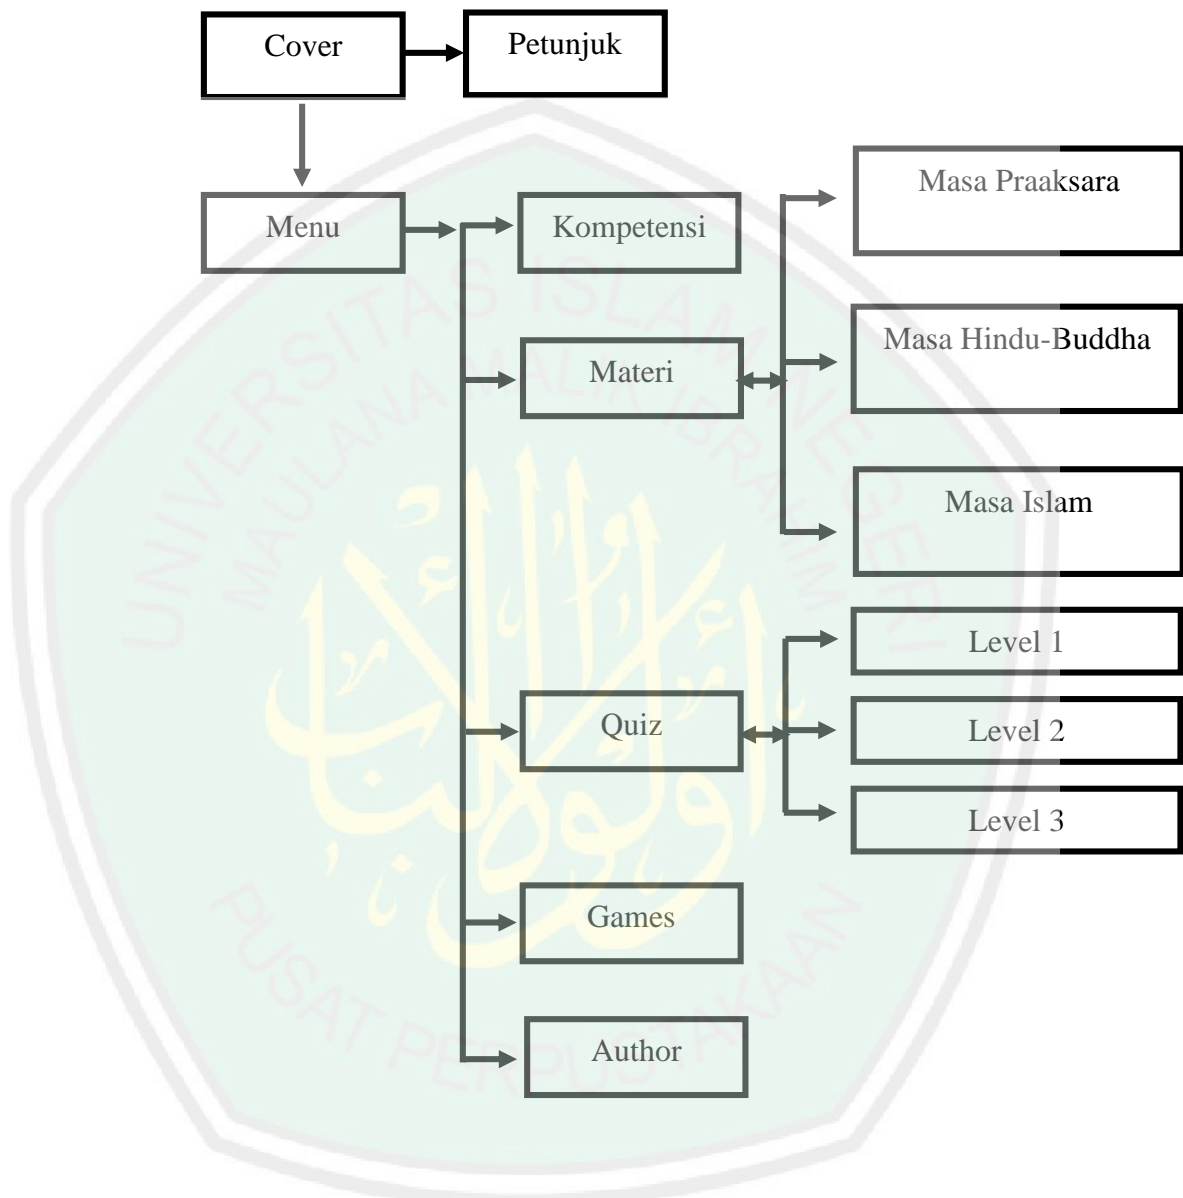 Cover
Petunjuk
Menu
Kompetensi
Materi
Quiz
Games
Author
Masa Praaksara
Masa Hindu-Buddha
Masa Islam
Level 1
Level 2
Level 3
UNIVERSITAS ISLAM NEGERI
MAULANA MALIK IBRAHIM
PUSAT PERPUSTAKAAN